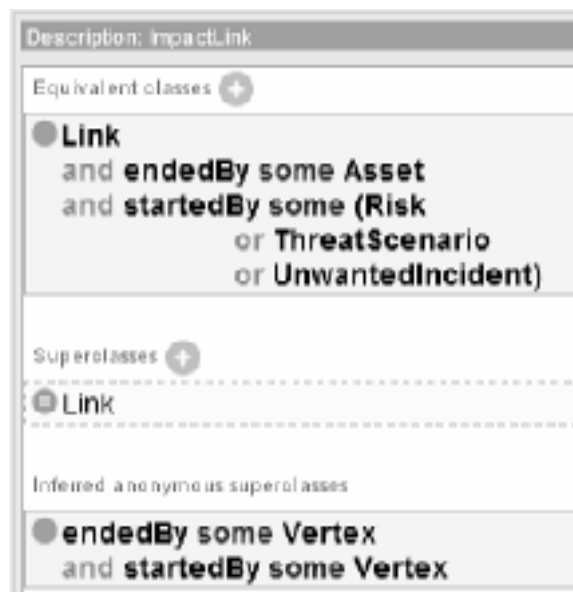 Description: ImpactLink
Equivalent classes
Link
and endedBy some Asset
and startedBy some (Risk
or ThreatScenario
or UnwantedIncident)
Superclasses
Link
Inferred anonymous superclasses
endedBy some Vertex
and startedBy some Vertex